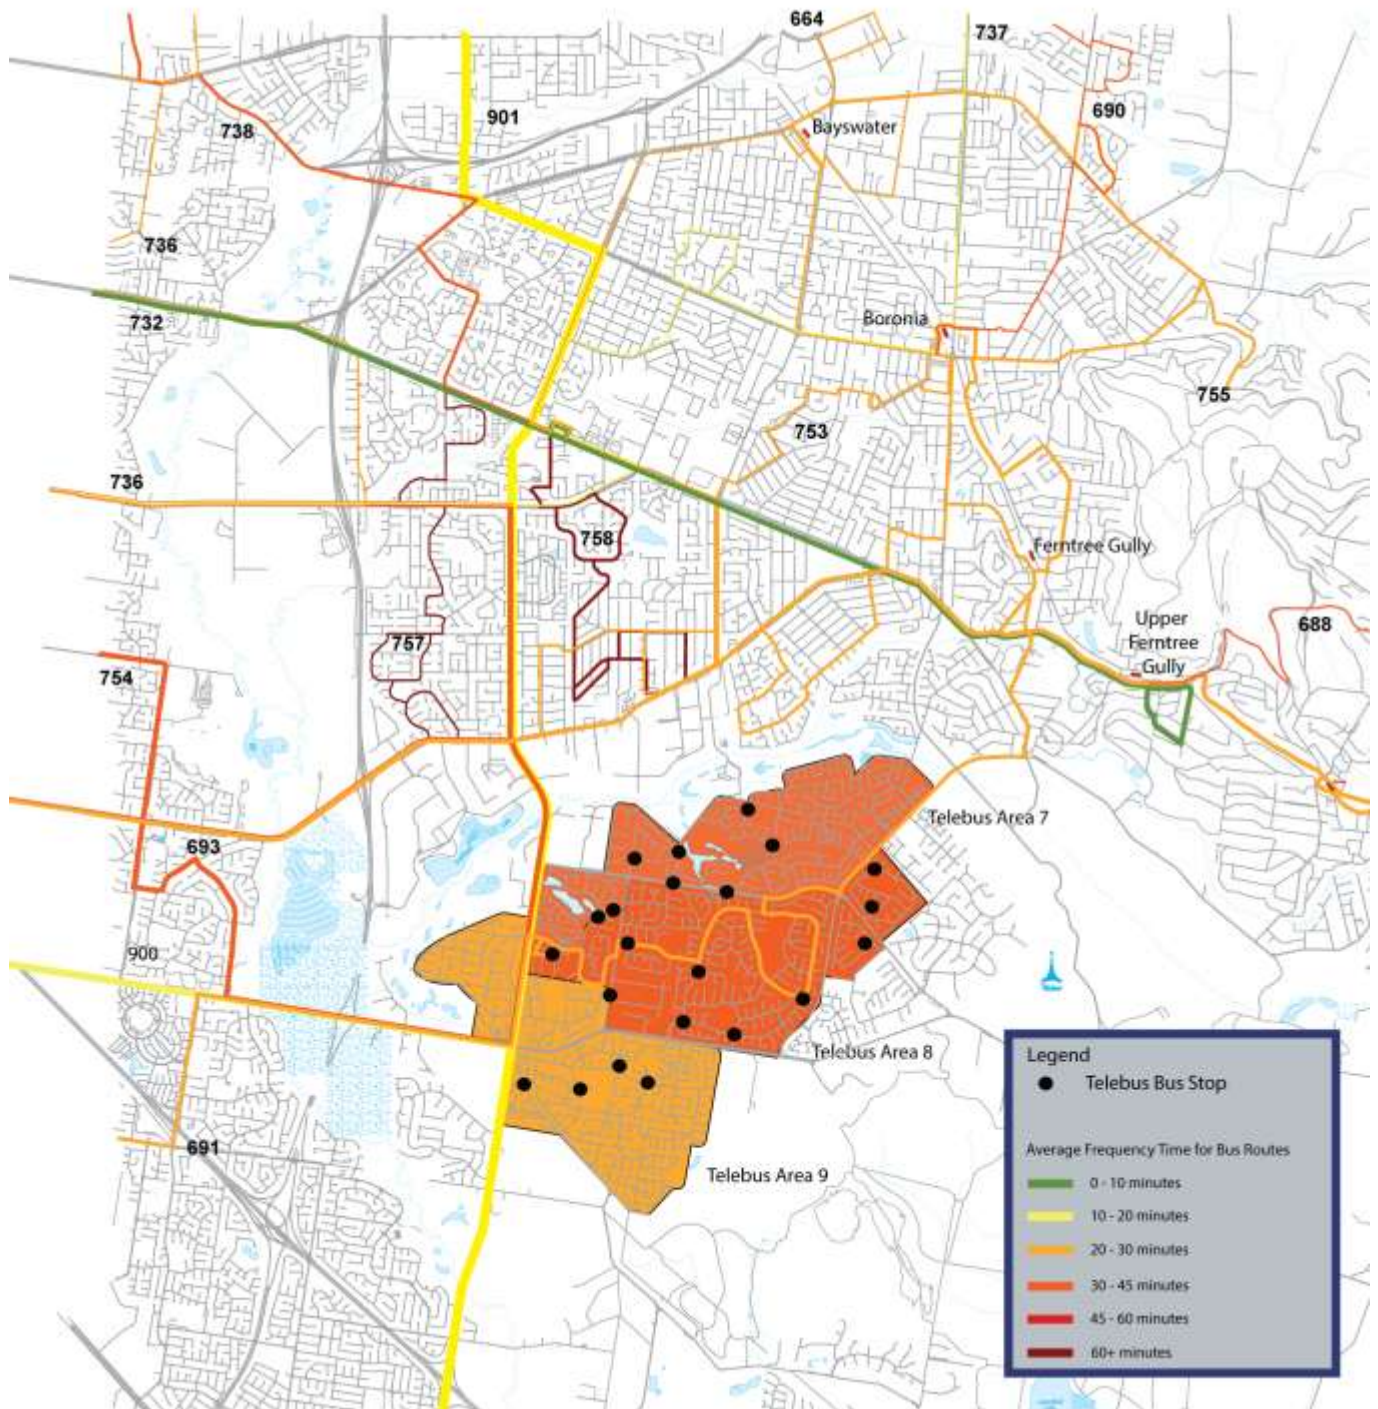 664
737
901
690
738
Bayswater
736
Boronia
732
755
753
736
758
Ferntree Gully
Upper
Ferntree
Gully
688
757
754
Telebus Area 7
693
900
Legend
Telebus Area 8
Telebus Bus Stop
691
Average Frequency Time for Bus Routes
Telebus Area 9
0 - 10 minutes
10 - 20 minutes
20 - 30 minutes
30 - 45 minutes
45 - 60 minutes
60+ minutes